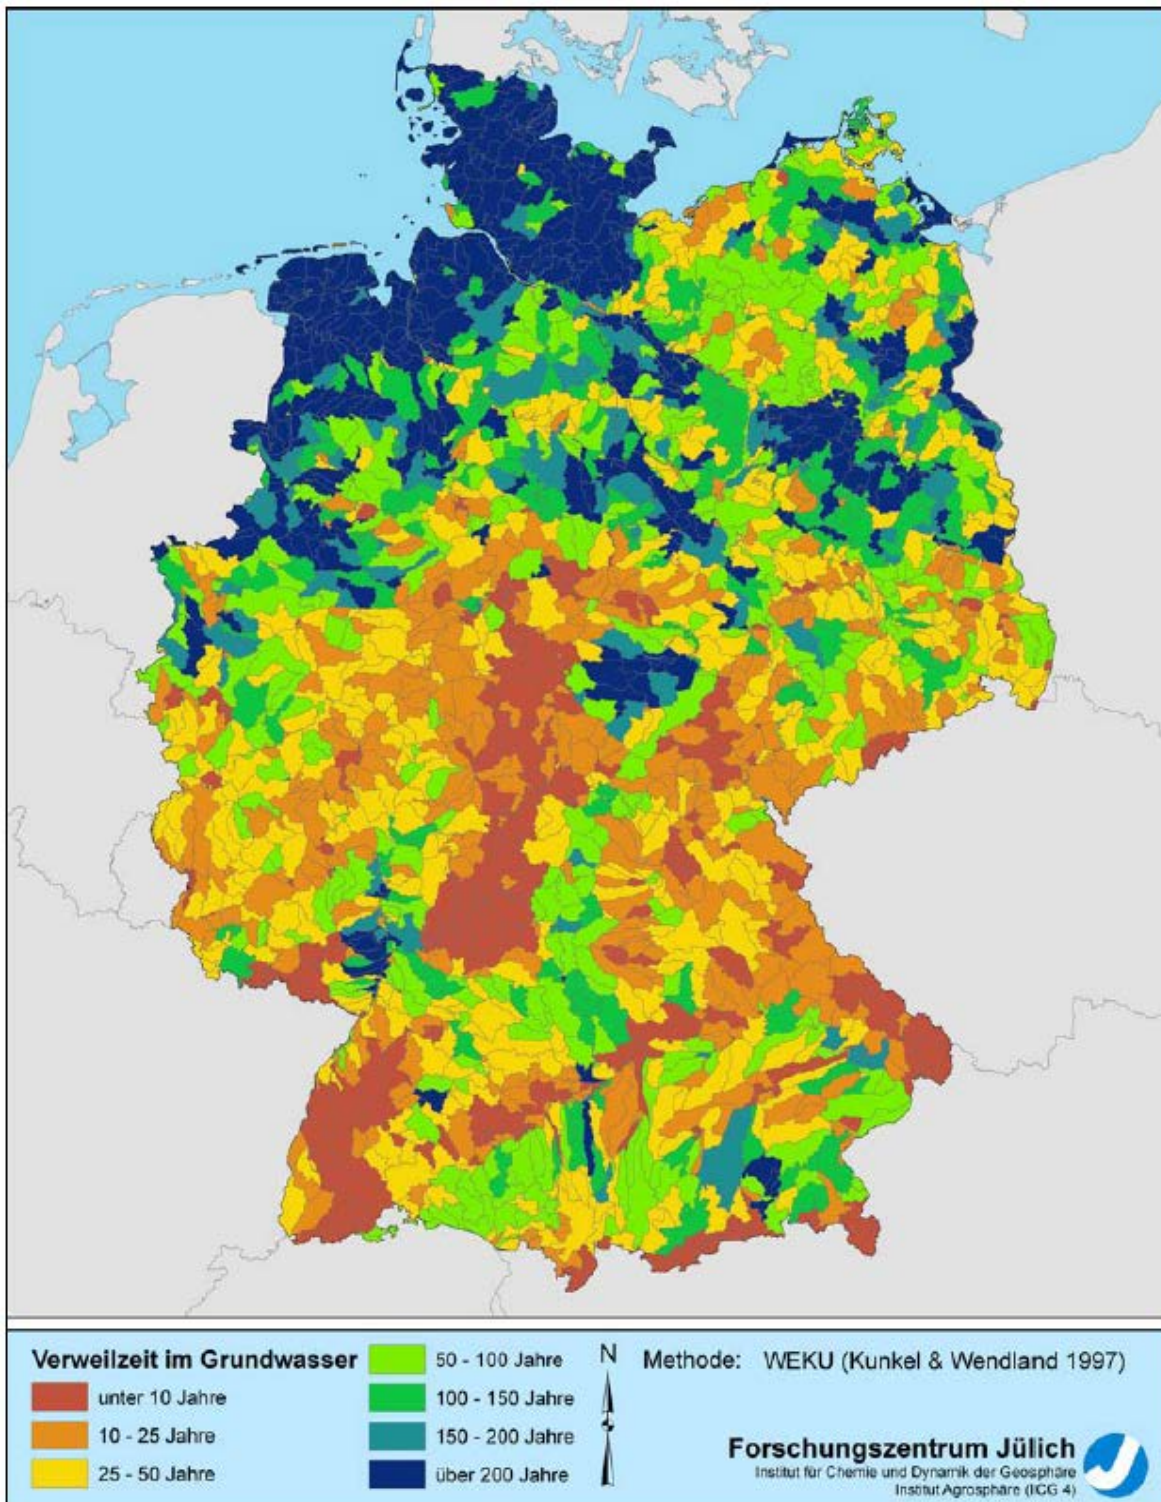 Verweilzeit im Grundwasser
unter 10 Jahre
10 - 25 Jahre
25 - 50 Jahre
50 - 100 Jahre
100 - 150 Jahre
150 - 200 Jahre
über 200 Jahre
N
Methode: WEKU (Kunkel & Wendland 1997)
Forschungszentrum Jülich
Institut für Chemie und Dynamik der Geosphäre
Institut Agrosphäre (ICG 4)